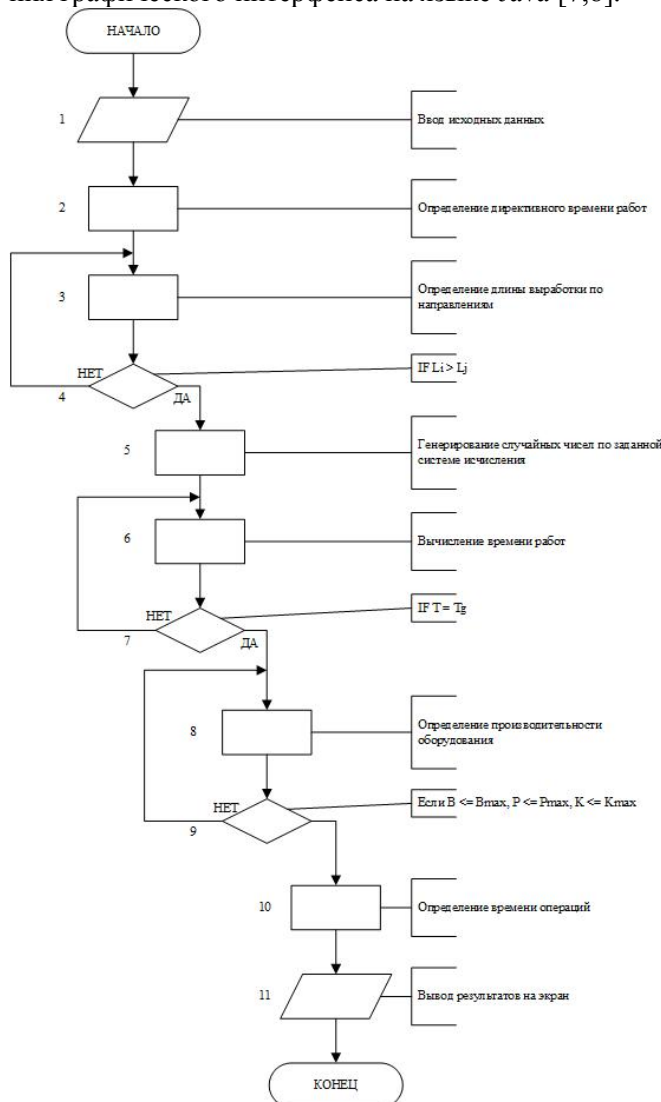 НАЧАЛО
1
Ввод исходных данных
2
Определение директивного времени работ
3
Определение длины выработки по
направлениям
НЕТ
IF Li > Lj
4
ДА
5
Генерирование случайных чисел по заданной
системе исчисления
6
Вычисление времени работ
НЕТ
IF T = Tg
7
ДА
8
Определение производительности
оборудования
НЕТ
Если B <= Bmax, P <= Pmax, K <= Kmax
9
10
Определение времени операций
11
Вывод результатов на экран
КОНЕЦ